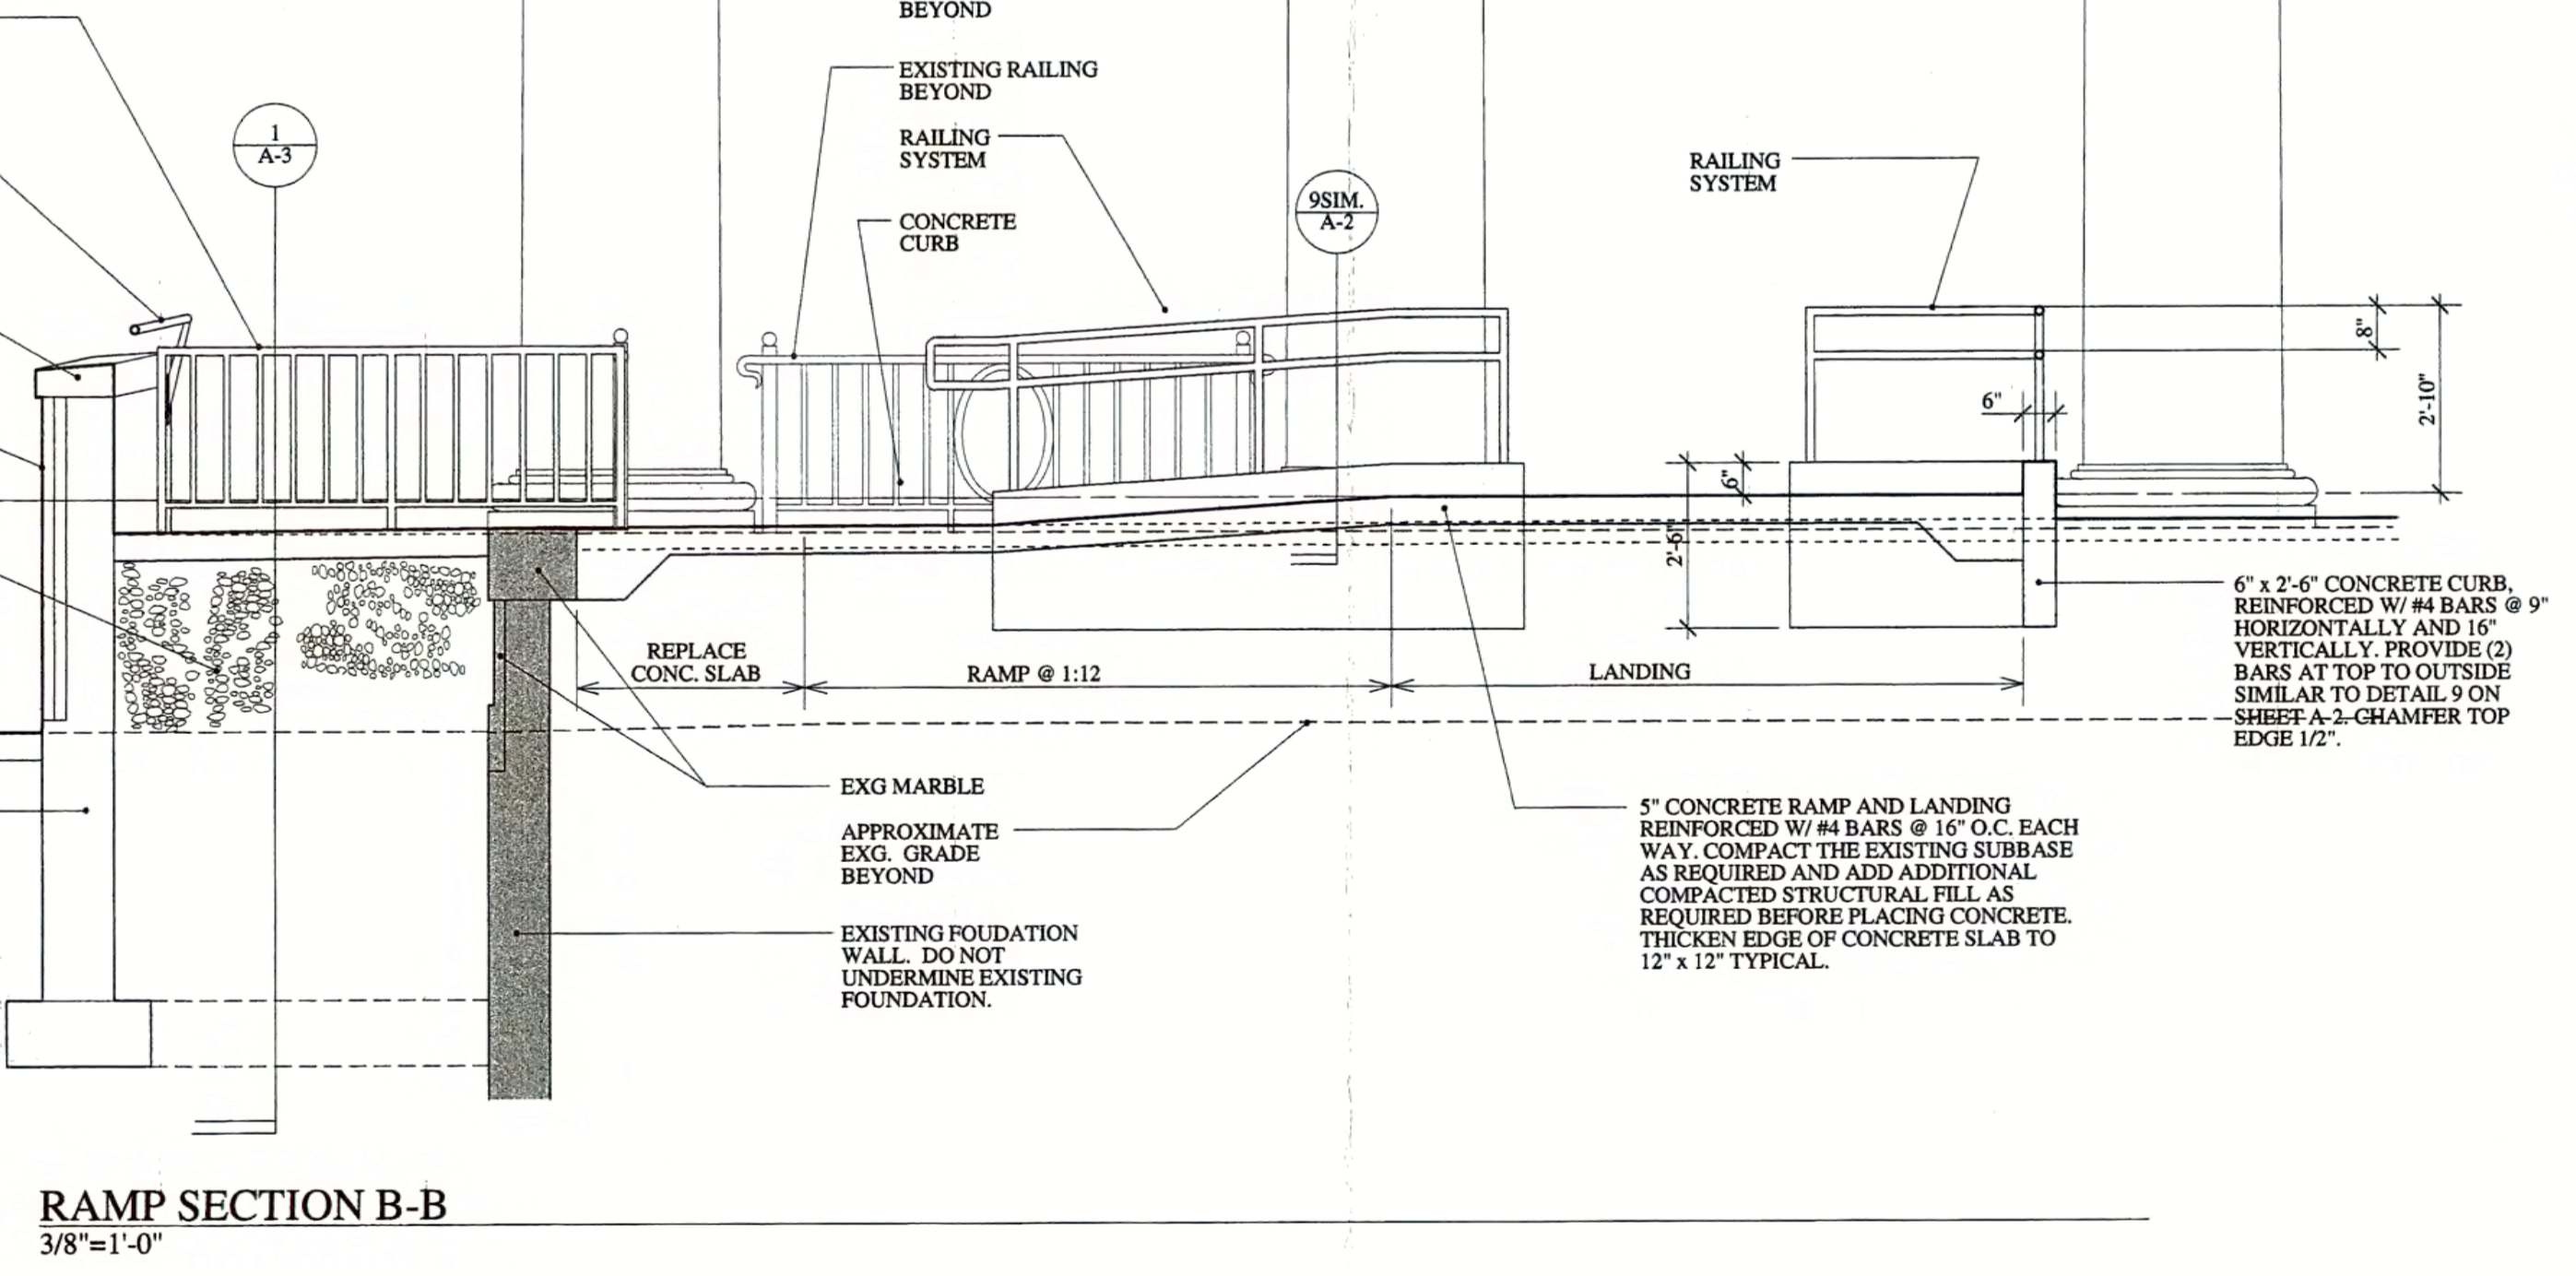 BEYOND
EXISTING RAILING
BEYOND
1
A-3
RAILING
SYSTEM
9SIM.
A-2
RAILING
SYSTEM
CONCRETE
CURB
8"
2'-10"
6"
6"
2'-6"
6" x 2'-6" CONCRETE CURB,
REINFORCED W/ #4 BARS @ 9"
HORIZONTALLY AND 16"
VERTICALLY. PROVIDE (2)
BARS AT TOP TO OUTSIDE
SIMILAR TO DETAIL 9 ON
SHEET A-2. CHAMFER TOP
EDGE 1/2".
REPLACE
CONC. SLAB
RAMP @ 1:12
LANDING
EXG MARBLE
APPROXIMATE
EXG. GRADE
BEYOND
5" CONCRETE RAMP AND LANDING
REINFORCED W/ #4 BARS @ 16" O.C. EACH
WAY. COMPACT THE EXISTING SUBBASE
AS REQUIRED AND ADD ADDITIONAL
COMPACTED STRUCTURAL FILL AS
REQUIRED BEFORE PLACING CONCRETE.
THICKEN EDGE OF CONCRETE SLAB TO
12" x 12" TYPICAL.
EXISTING FOUDATION
WALL. DO NOT
UNDERMINE EXISTING
FOUNDATION.
RAMP SECTION B-B
3/8"=1'-0"